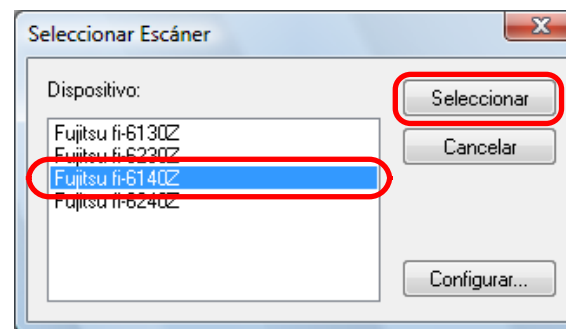 Seleccionar Escáner
Dispositivo:
Fujitsu fi-6130Z
Fujitsu fi-6230Z
Fujitsu fi-6140Z
Fujitsu fi-6240Z
Seleccionar
Cancelar
Configurar...